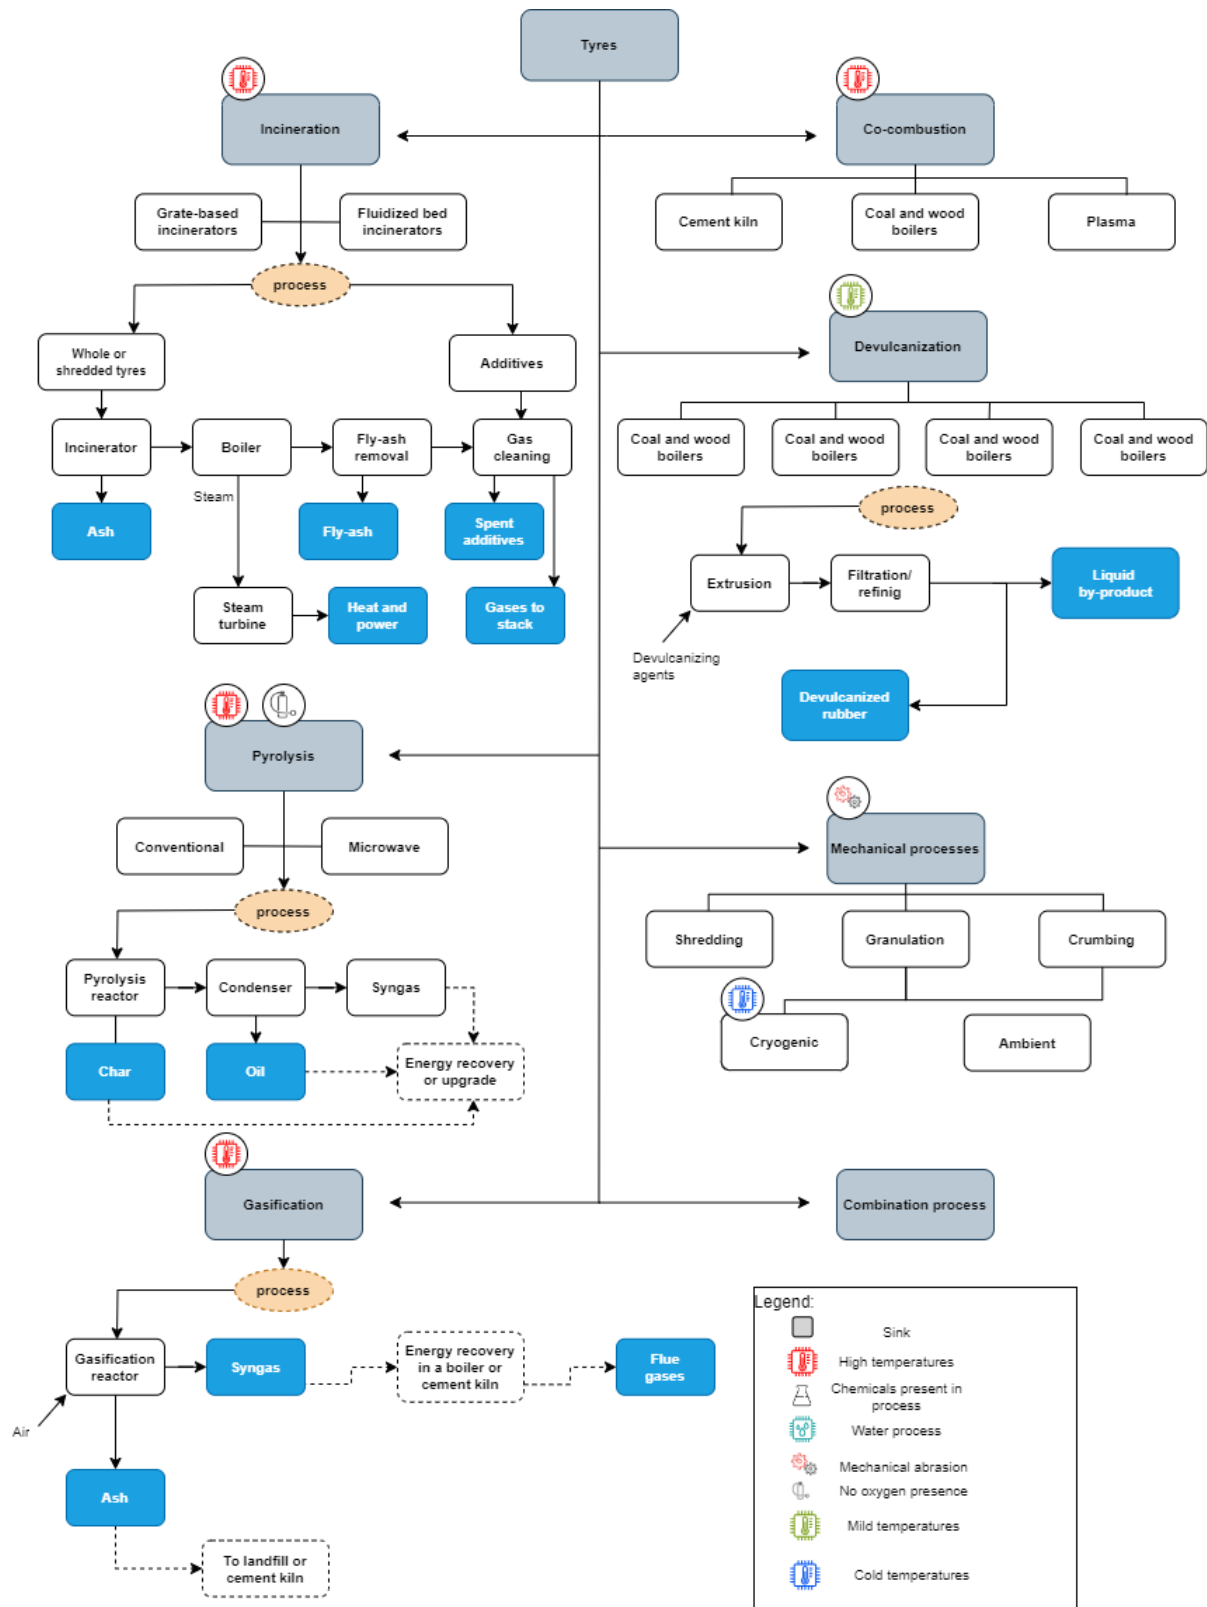 Tyres
Incineration
Co-combustion
Grate-based
incinerators
Fluidized bed
incinerators
Cement kiln
Coal and wood
boilers
Plasma
process
Whole or
shredded tyres
Additives
Devulcanization
Incinerator
Boiler
Fly-ash
removal
Gas
cleaning
Coal and wood
boilers
Coal and wood
boilers
Coal and wood
boilers
Coal and wood
boilers
Steam
Ash
Fly-ash
Spent
additives
process
Extrusion
Filtration/
refinig
Liquid
by-product
Steam
turbine
Heat and
power
Gases to
stack
Devulcanizing
agents
Devulcanized
rubber
Pyrolysis
Conventional
Microwave
Mechanical processes
process
Shredding
Granulation
Crumbing
Pyrolysis
reactor
Condenser
Syngas
Cryogenic
Ambient
Char
Oil
Energy recovery
or upgrade
Gasification
Combination process
process
Gasification
reactor
Syngas
Energy recovery
in a boiler or
cement kiln
Flue
gases
Air
Ash
To landfill or
cement kiln
Legend:
Sink
High temperatures
Chemicals present in
process
Water process
Mechanical abrasion
No oxygen presence
Mild temperatures
Cold temperatures